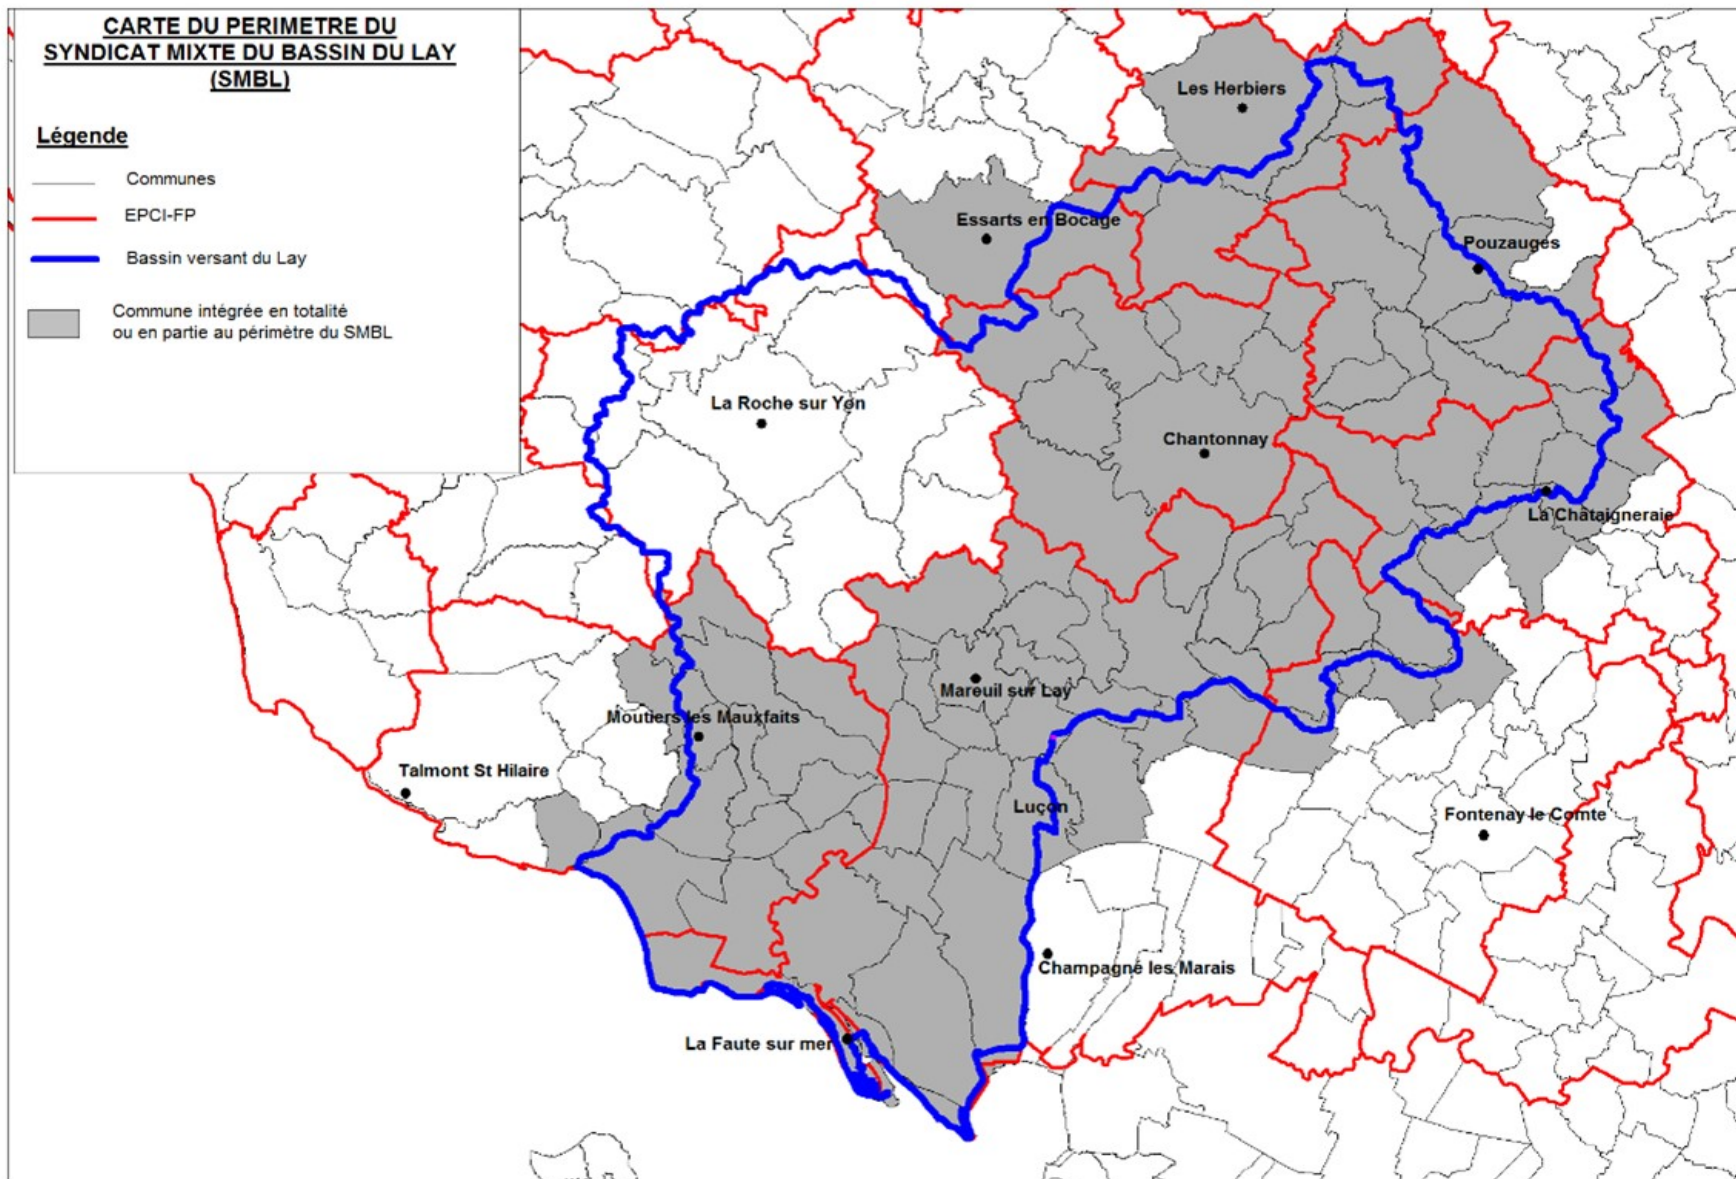 CARTE DU PERIMETRE DU
SYNDICAT MIXTE DU BASSIN DU LAY
(SMBL)
Légende
Communes
EPCI-FP
Bassin versant du Lay
Commune intégrée en totalité
ou en partie au périmètre du SMBL
Les Herbiers
Essarts en Bocage
Pouzauges
La Roche sur Yon
Chantonnay
La Châtaigneraie
Mareuil sur Lay
Moutiers les Mauxfaits
Talmont St Hilaire
Luçon
Fontenay le Comte
Champagné les Marais
La Faute sur mer